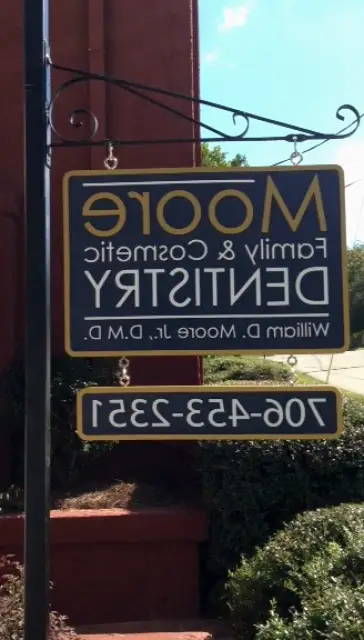 Moore
Family & Cosmetic
DENTISTRY
William D. Moore Jr., D.M.D.
706-453-2351